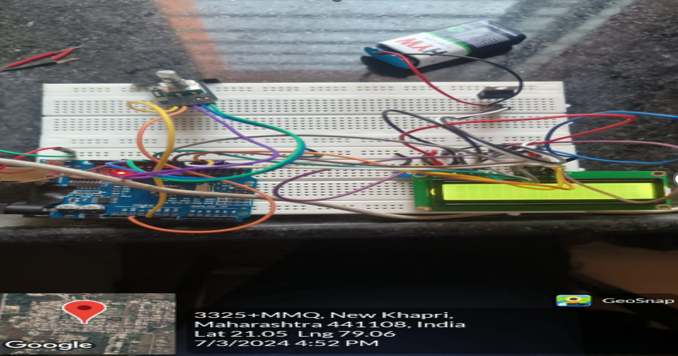 HYW
GeoSnap
Google
3325+MMQ, New Khapri,
Maharashtra 441108, India
Lat 21.05 Lng 79.06
7/3/2024 4:52 PM